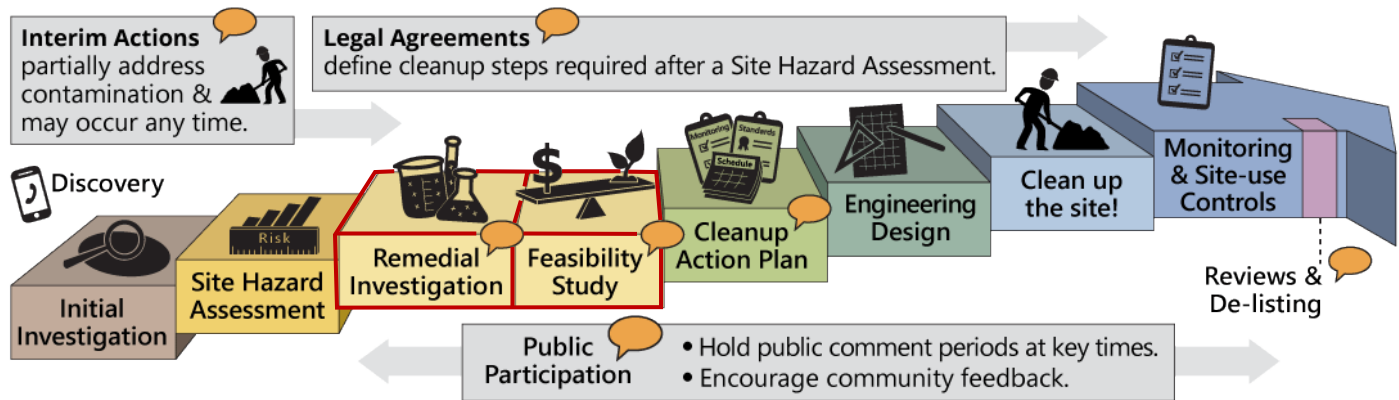 Interim Actions
partially address
contamination &
may occur any time.
Legal Agreements
define cleanup steps required after a Site Hazard Assessment.
Discovery
Initial
Investigation
Risk
Site Hazard
Assessment
Remedial
Investigation
$
Feasibility
Study
Monitoring
Standards
Schedule
Cleanup
Action Plan
Engineering
Design
Clean up
the site!
Monitoring
& Site-use
Controls
Reviews &
De-listing
Public
Participation
• Hold public comment periods at key times.
• Encourage community feedback.